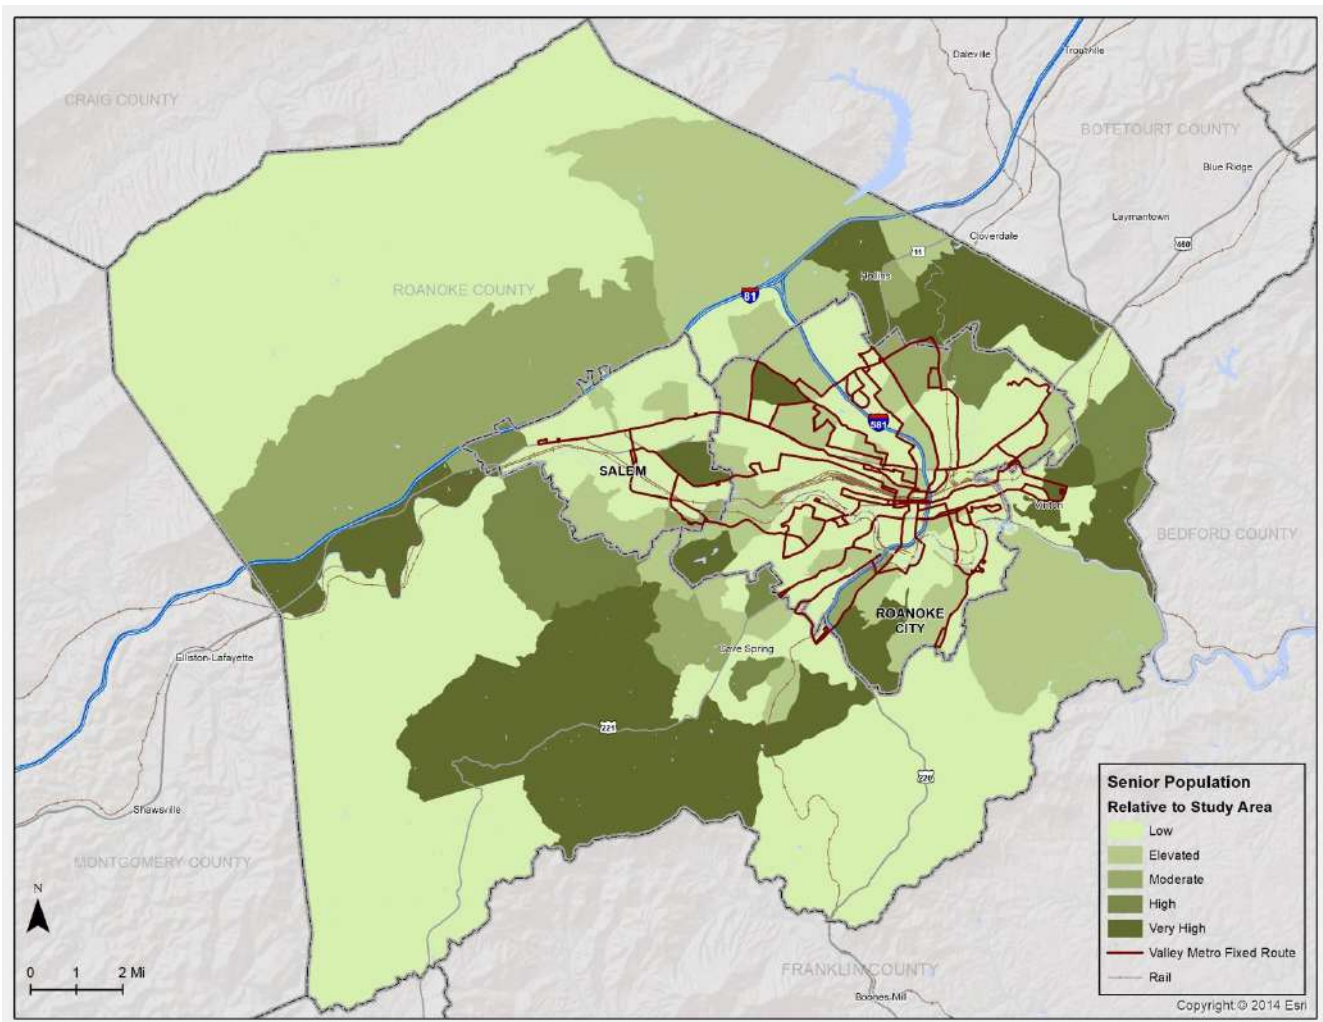 Daleville
Troutville
CRAIG COUNTY
BOTETOURT COUNTY
Blue Ridge
Laymantown
460
Cloverdale
11
Hollins
ROANOKE COUNTY
81
581
SALEM
Vinton
BEDFORD COUNTY
ROANOKE
CITY
Cave Spring
Elliston-Lafayette
221
220
Shawsville
MONTGOMERY COUNTY
FRANKLIN COUNTY
Boones Mill
N
0 1 2 Mi
Senior Population
Relative to Study Area
Low
Elevated
Moderate
High
Very High
Valley Metro Fixed Route
Rail
Copyright © 2014 Esri